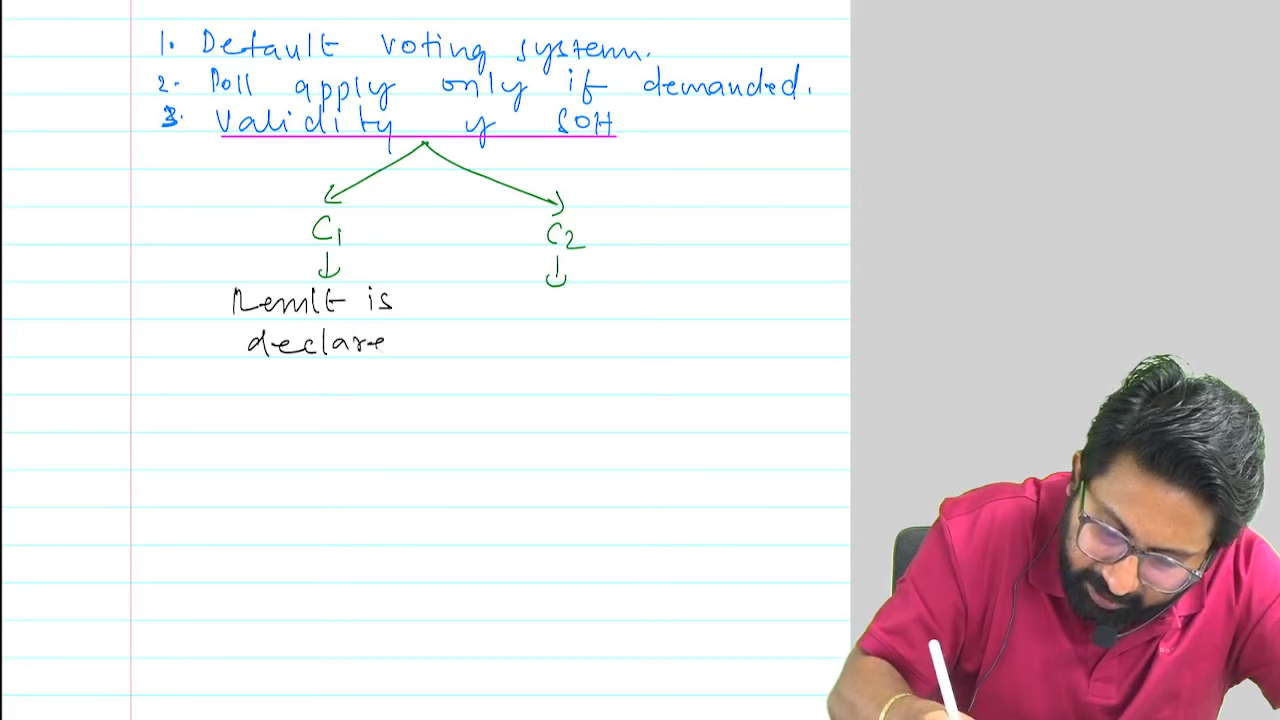 1. Default voting system.
2. Poll apply only if demanded.
3. Validity of SOH
C1 C2
Result is
declare